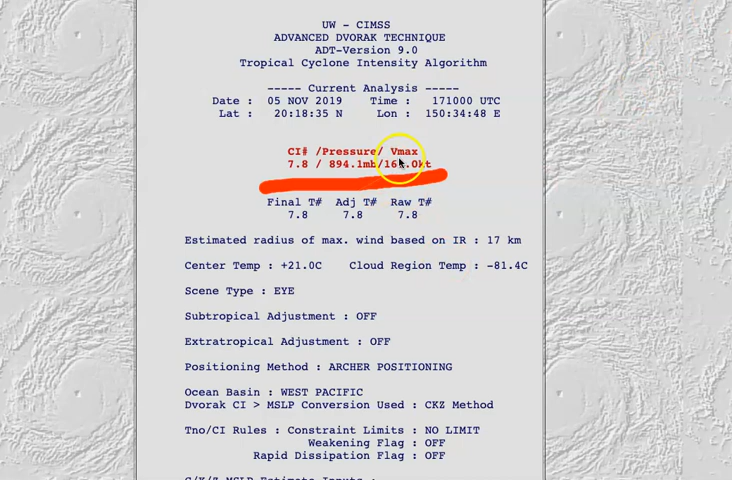 UW - CIMSS
ADVANCED DVORAK TECHNIQUE
ADT-Version 9.0
Tropical Cyclone Intensity Algorithm
----- Current Analysis -----
Date : 05 NOV 2019 Time : 171000 UTC
Lat : 20:18:35 N Lon : 150:34:48 E
CI# /Pressure/ Vmax
7.8 / 894.1mb/
Final T# Adj T# Raw T#
7.8 7.8 7.8
Estimated radius of max. wind based on IR : 17 km
Center Temp : +21.0C Cloud Region Temp : -81.4C
Scene Type : EYE
Subtropical Adjustment : OFF
Extratropical Adjustment : OFF
Positioning Method : ARCHER POSITIONING
Ocean Basin : WEST PACIFIC
Dvorak CI > MSLP Conversion Used : CKZ Method
Tno/CI Rules : Constraint Limits : NO LIMIT
Weakening Flag : OFF
Rapid Dissipation Flag : OFF
C/K/Z MSLP Estimate Inputs :